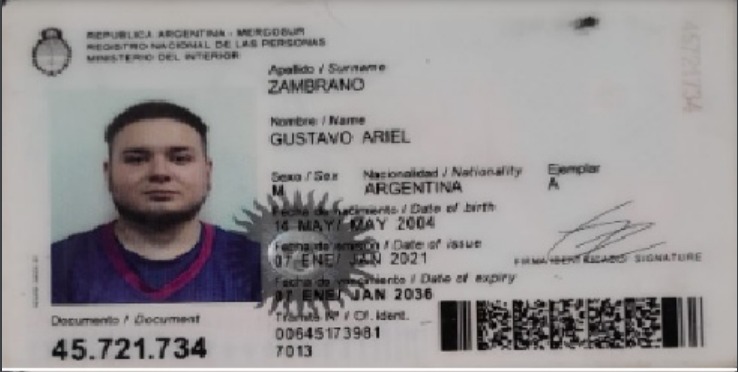 REPUBLICA ARGENTINA - MERCOSUR
REGISTRO NACIONAL DE LAS PERSONAS
MINISTERIO DEL INTERIOR
Apellido / Surname
ZAMBRANO
Nombre / Name
GUSTAVO ARIEL
Sexo / Sex Nacionalidad / Nationality Ejemplar
M ARGENTINA A
Fecha de nacimiento / Date of birth
14 MAY/ MAY 2004
Fecha de emisión / Date of issue
07 ENE/ JAN 2021
FIRMA IDENTIFICADO/ SIGNATURE
Fecha de vencimiento / Date of expiry
07 ENE/ JAN 2036
Documento / Document
45.721.734
Trámite Nº / Of. Ident.
00645173981
7013
45721734